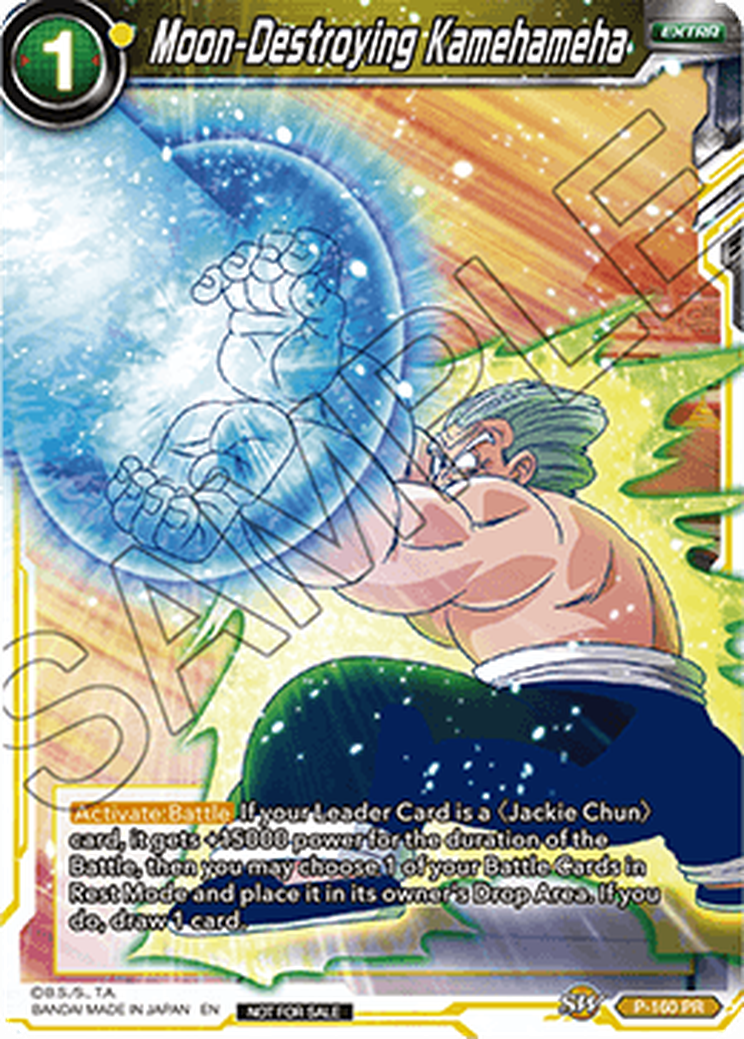 1
Moon-Destroying Kamehameha
EXTRA
SAMPLE
Activate:Battle If your Leader Card is a 〈Jackie Chun〉
card, it gets +15000 power for the duration of the
Battle, then you may choose 1 of your Battle Cards in
Rest Mode and place it in its owner's Drop Area. If you
do, draw 1 card.
©B.S./S., T.A.
BANDAI MADE IN JAPAN EN NOT FOR SALE
P-160 PR